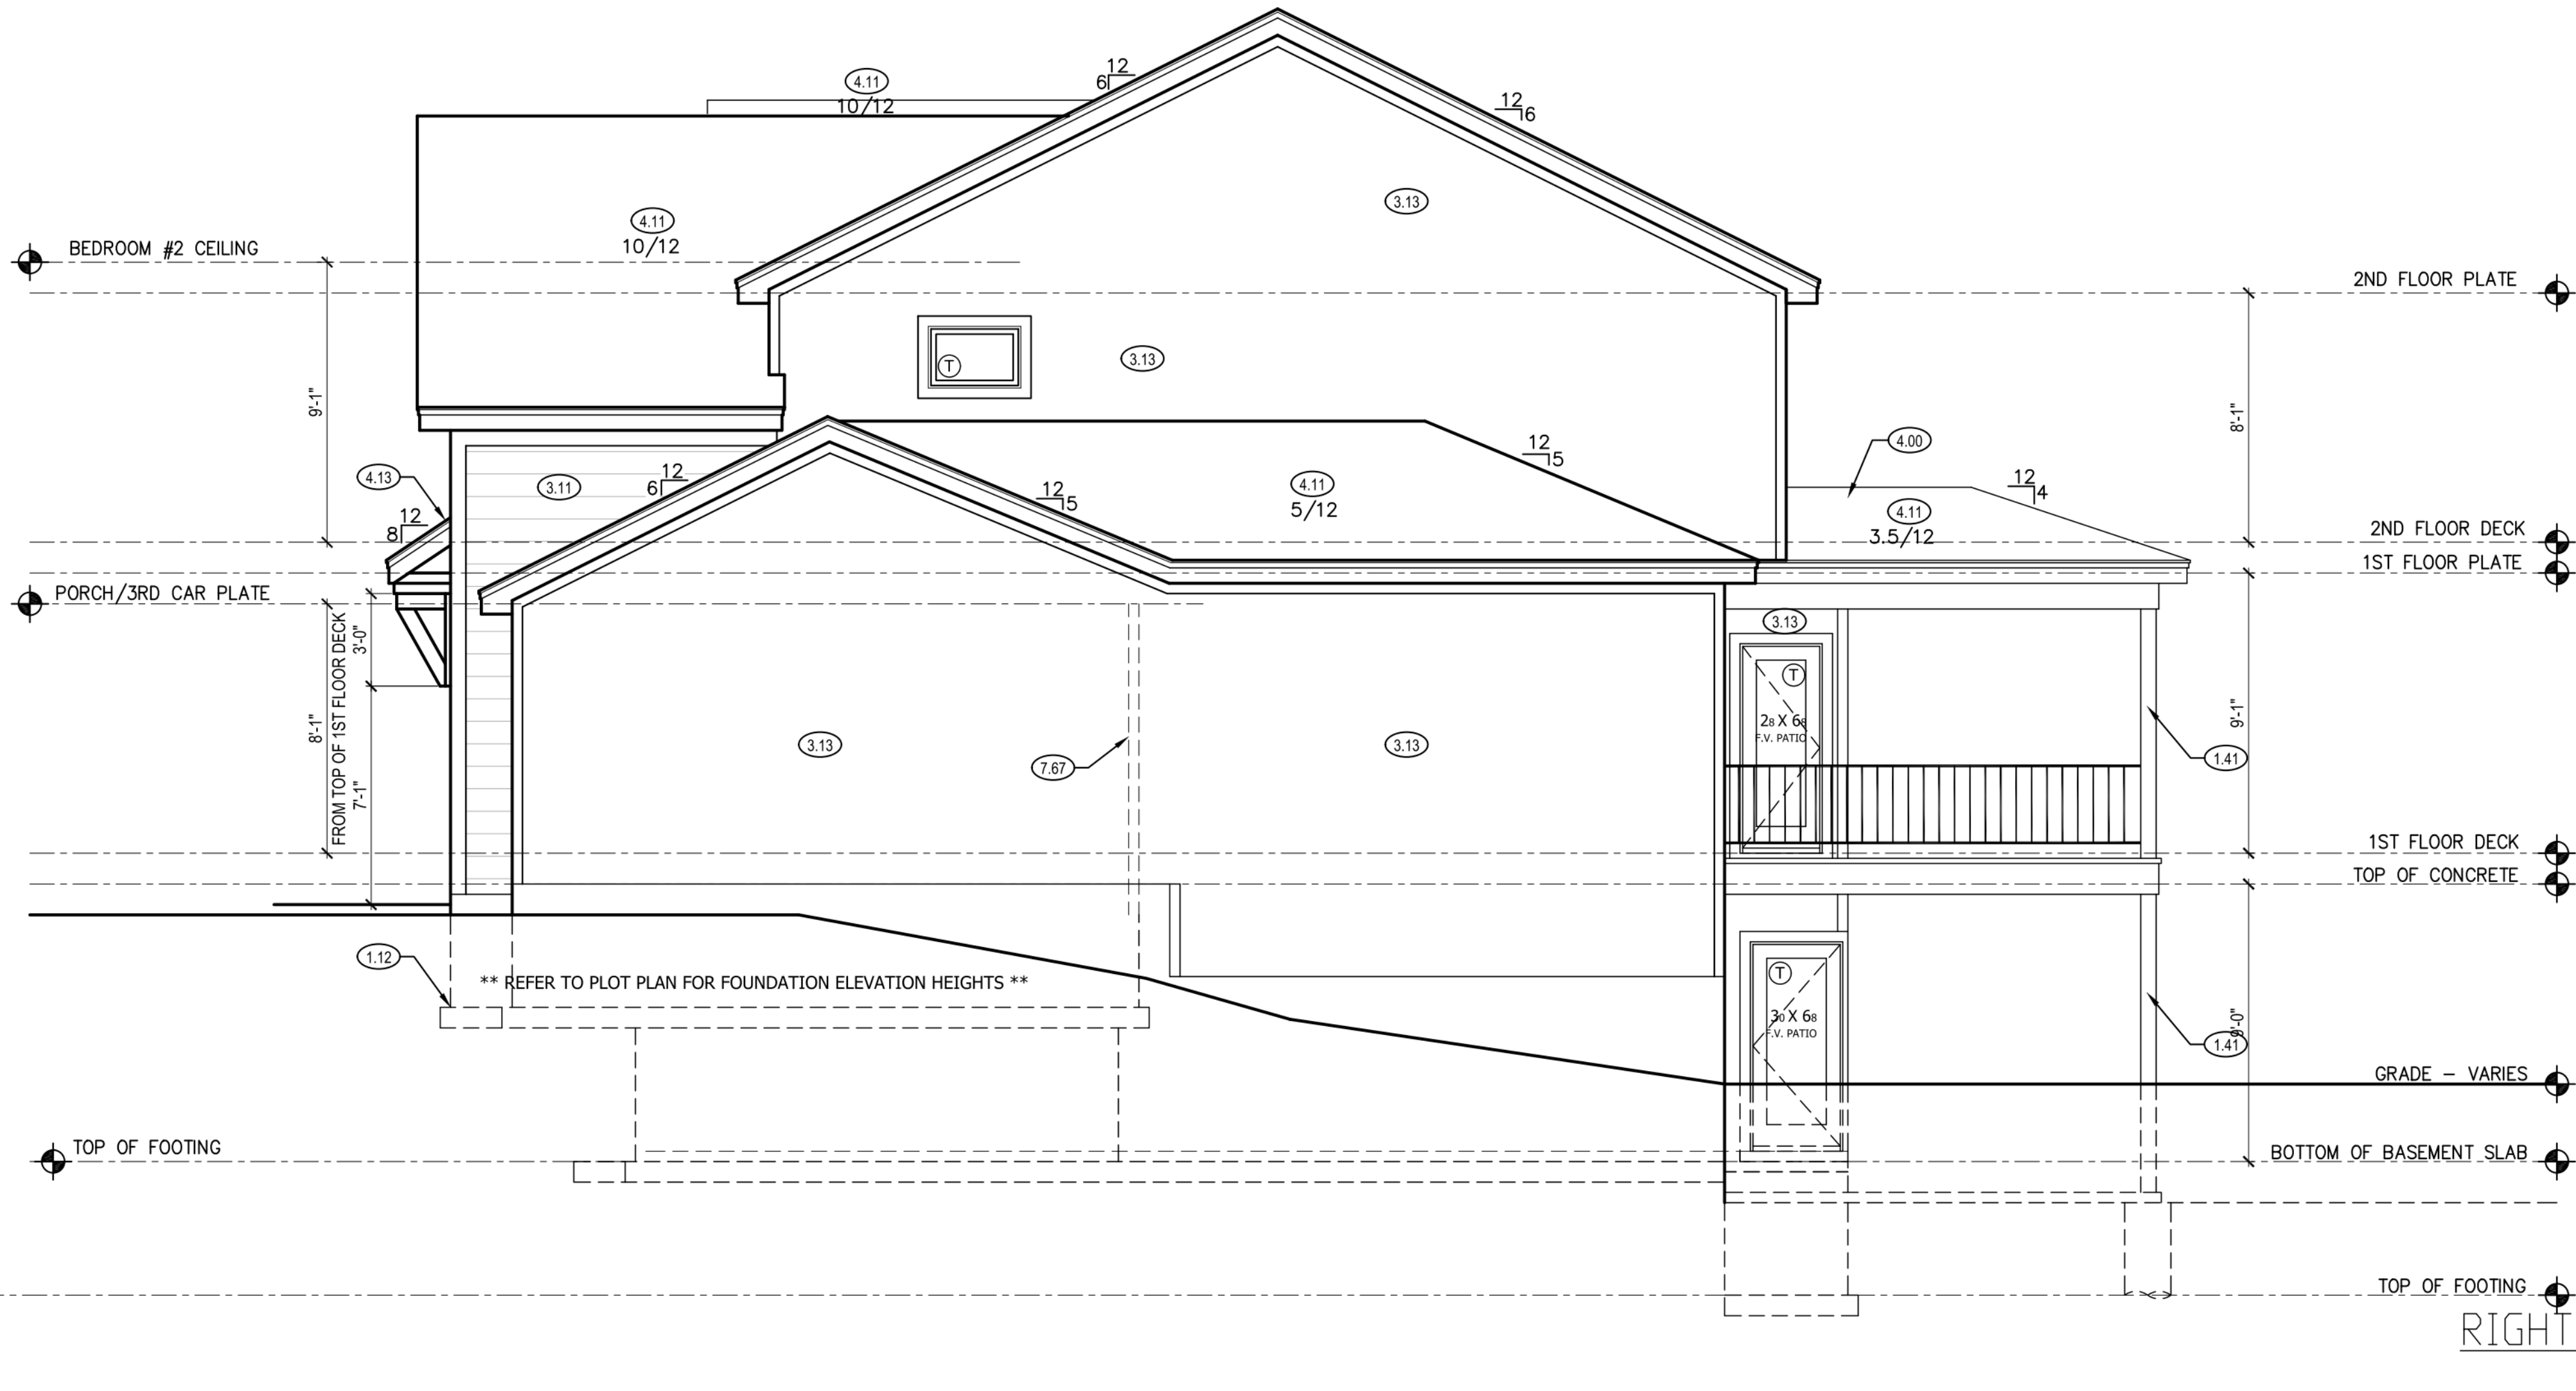 12
6
4.11
10/12
12
6
3.13
4.11
10/12
BEDROOM #2 CEILING
2ND FLOOR PLATE
T
3.13
9'-1"
8'-1"
4.00
12
5
12
6
4.13
3.11
12
5
4.11
5/12
12
4
4.11
3.5/12
12
8
2ND FLOOR DECK
1ST FLOOR PLATE
PORCH/3RD CAR PLATE
3.13
3'-0"
8'-1"
FROM TOP OF 1ST FLOOR DECK
7'-1"
T
28 X 68
F.V. PATIO
9'-1"
3.13
3.13
7.67
1.41
1ST FLOOR DECK
TOP OF CONCRETE
1.12
** REFER TO PLOT PLAN FOR FOUNDATION ELEVATION HEIGHTS **
T
30 X 68
F.V. PATIO
9'-0"
1.41
GRADE – VARIES
TOP OF FOOTING
BOTTOM OF BASEMENT SLAB
TOP OF FOOTING
RIGHT